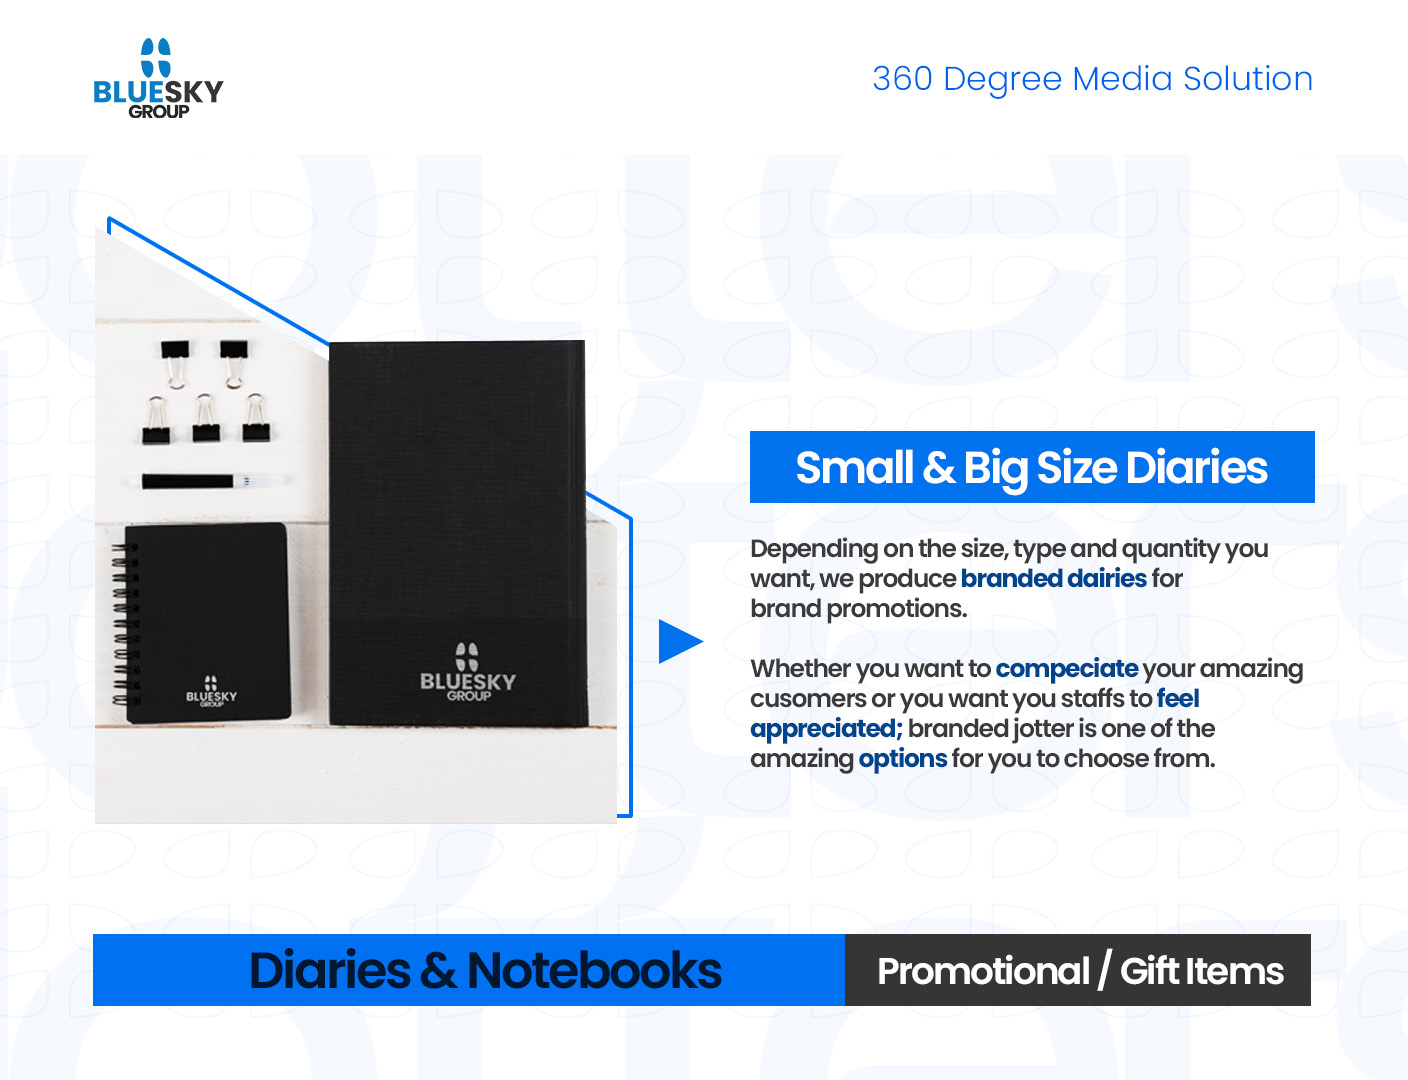 BLUESKY
GROUP
360 Degree Media Solution
BLUESKY
GROUP
BLUESKY
GROUP
Small & Big Size Diaries
Depending on the size, type and quantity you
want, we produce branded dairies for
brand promotions.
Whether you want to compeciate your amazing
cusomers or you want you staffs to feel
appreciated; branded jotter is one of the
amazing options for you to choose from.
Diaries & Notebooks
Promotional / Gift Items